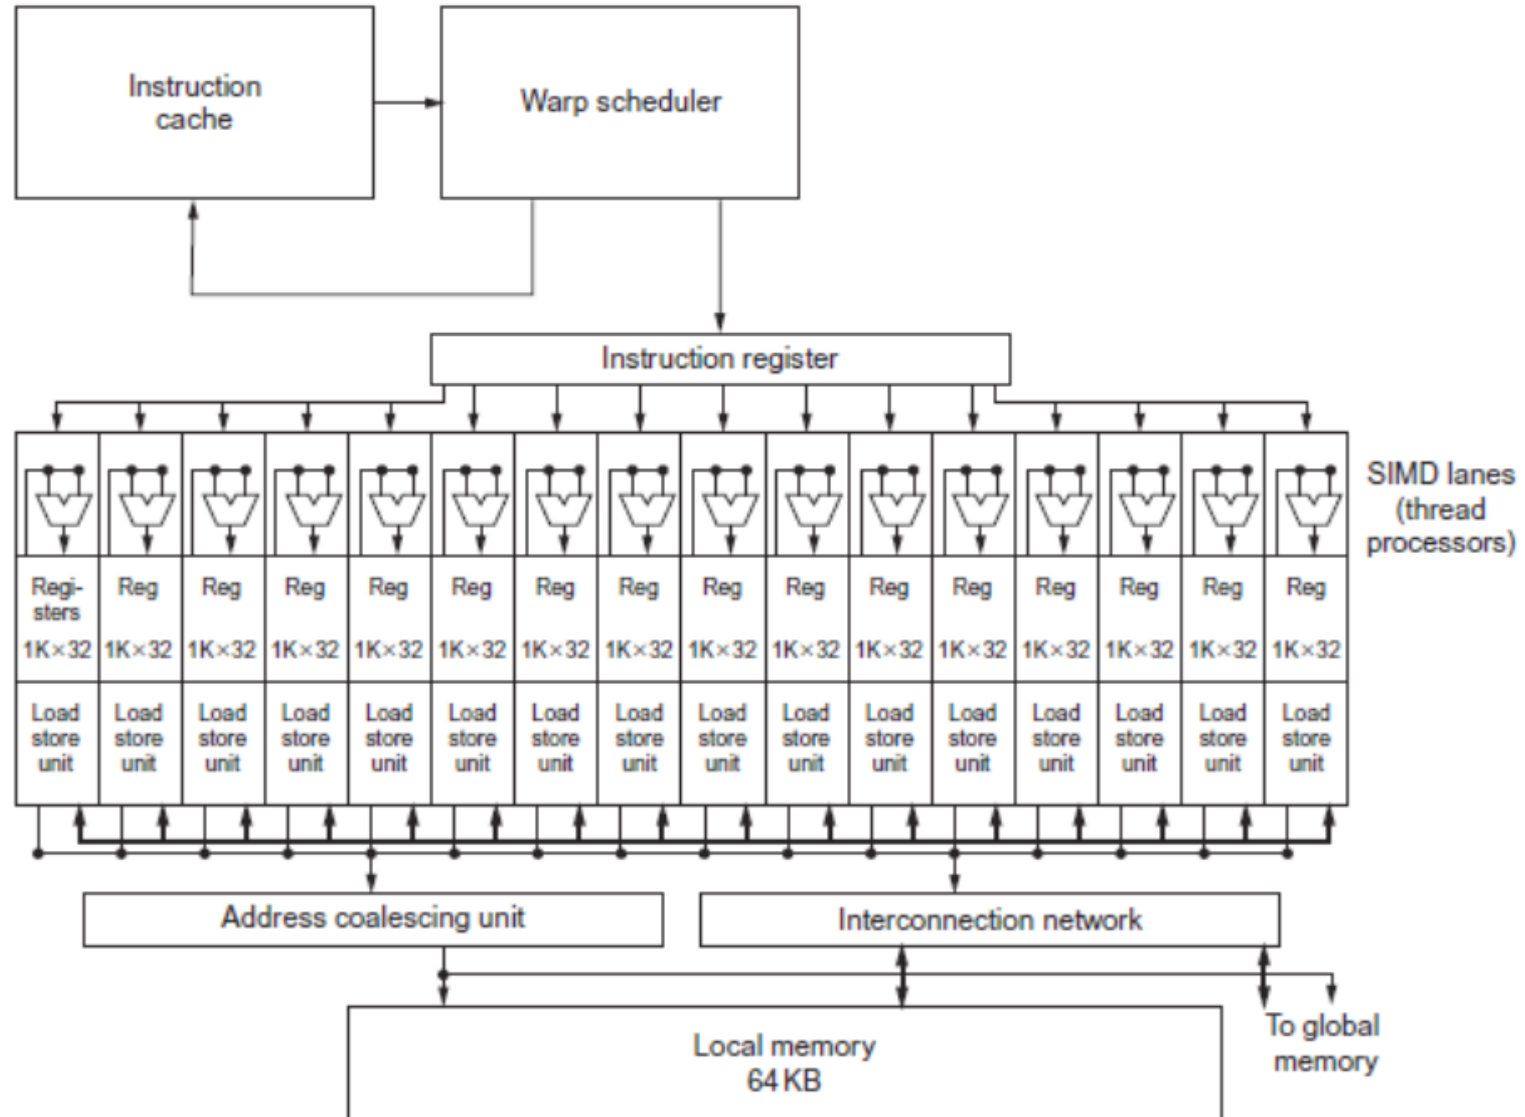 Instruction
cache
Warp scheduler
Instruction register
SIMD lanes
(thread
processors)
Regi-
sters
Reg Reg Reg Reg Reg Reg Reg Reg Reg Reg Reg Reg Reg Reg Reg
1K×32 1K×32 1K×32 1K×32 1K×32 1K×32 1K×32 1K×32 1K×32 1K×32 1K×32 1K×32 1K×32 1K×32 1K×32 1K×32
Load Load Load Load Load Load Load Load Load Load Load Load Load Load Load Load
store store store store store store store store store store store store store store store store
unit unit unit unit unit unit unit unit unit unit unit unit unit unit unit unit
Address coalescing unit
Interconnection network
Local memory
64 KB
To global
memory